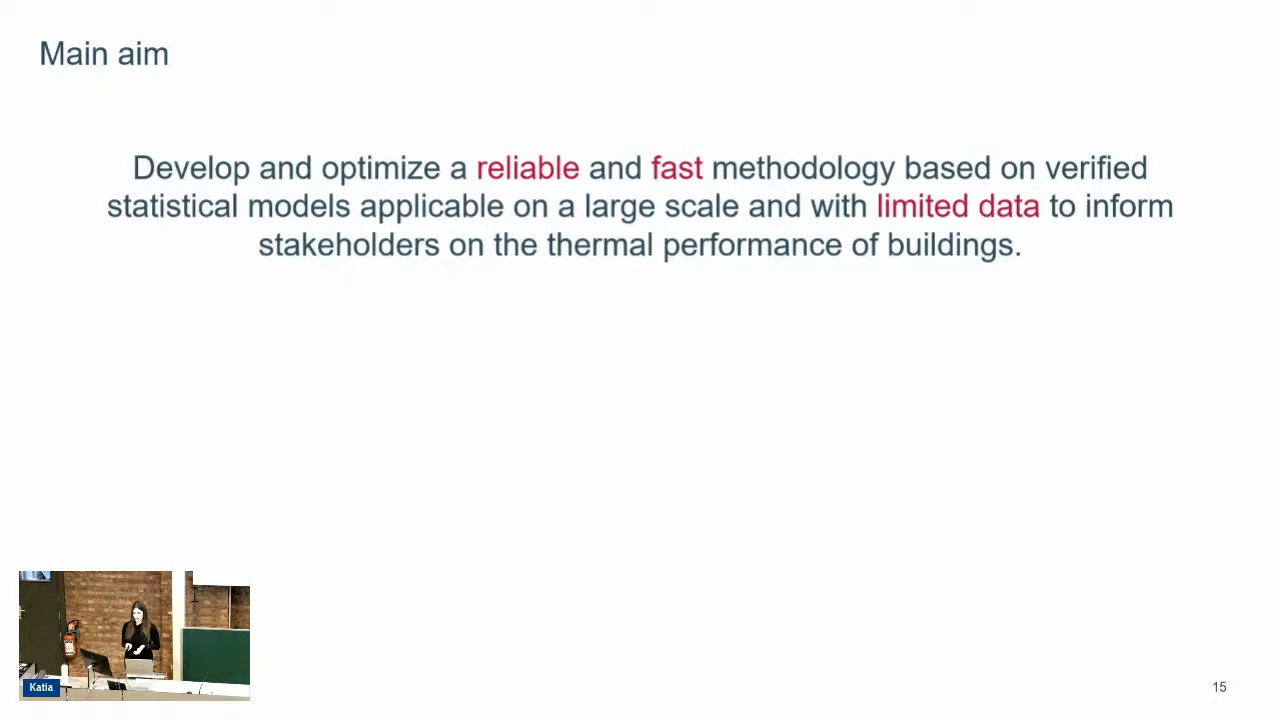 Main aim
Develop and optimize a reliable and fast methodology based on verified
statistical models applicable on a large scale and with limited data to inform
stakeholders on the thermal performance of buildings.
Katia
15